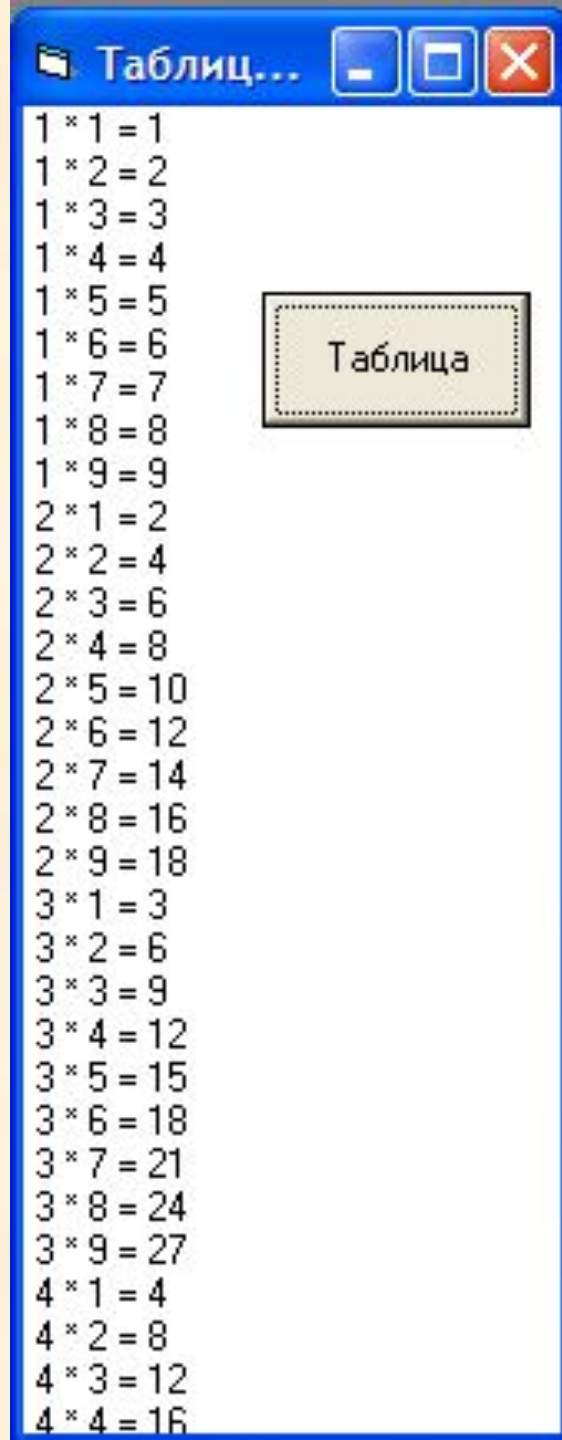 Таблиц...
1 * 1 = 1
1 * 2 = 2
1 * 3 = 3
1 * 4 = 4
1 * 5 = 5
1 * 6 = 6
1 * 7 = 7
1 * 8 = 8
1 * 9 = 9
Таблица
2 * 1 = 2
2 * 2 = 4
2 * 3 = 6
2 * 4 = 8
2 * 5 = 10
2 * 6 = 12
2 * 7 = 14
2 * 8 = 16
2 * 9 = 18
3 * 1 = 3
3 * 2 = 6
3 * 3 = 9
3 * 4 = 12
3 * 5 = 15
3 * 6 = 18
3 * 7 = 21
3 * 8 = 24
3 * 9 = 27
4 * 1 = 4
4 * 2 = 8
4 * 3 = 12
4 * 4 = 16